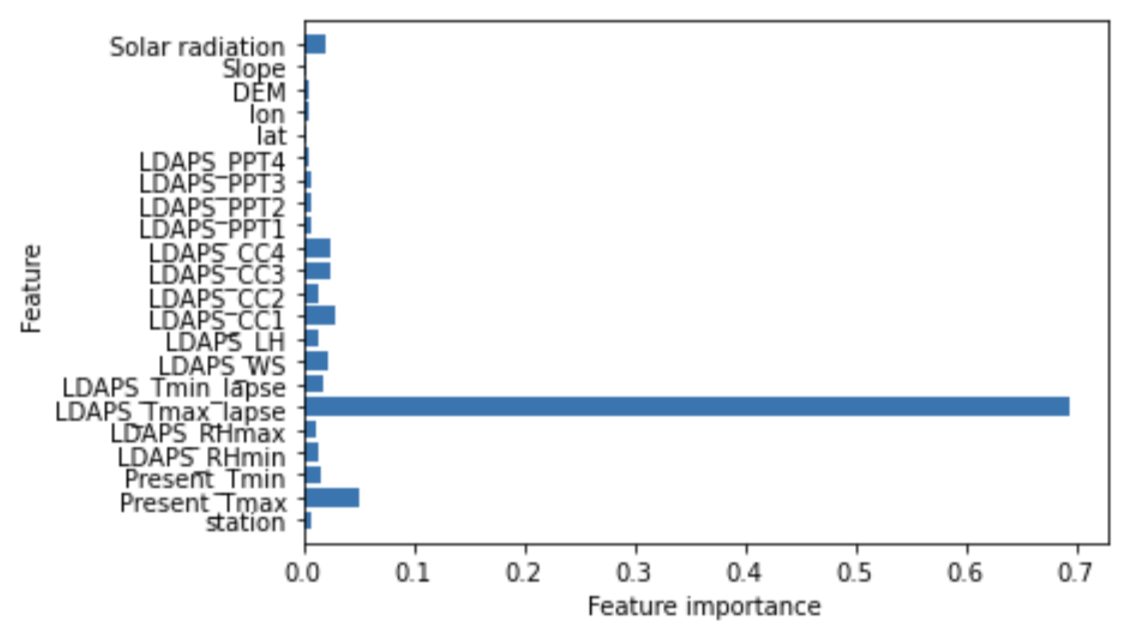 Solar radiation
Slope
DEM
lon
lat
LDAPS_PPT4
LDAPS_PPT3
LDAPS_PPT2
LDAPS_PPT1
LDAPS_CC4
LDAPS_CC3
LDAPS_CC2
LDAPS_CC1
LDAPS_LH
LDAPS_WS
LDAPS_Tmin_lapse
LDAPS_Tmax_lapse
LDAPS_RHmax
LDAPS_RHmin
Present_Tmin
Present_Tmax
station
Feature
0.0 0.1 0.2 0.3 0.4 0.5 0.6 0.7
Feature importance